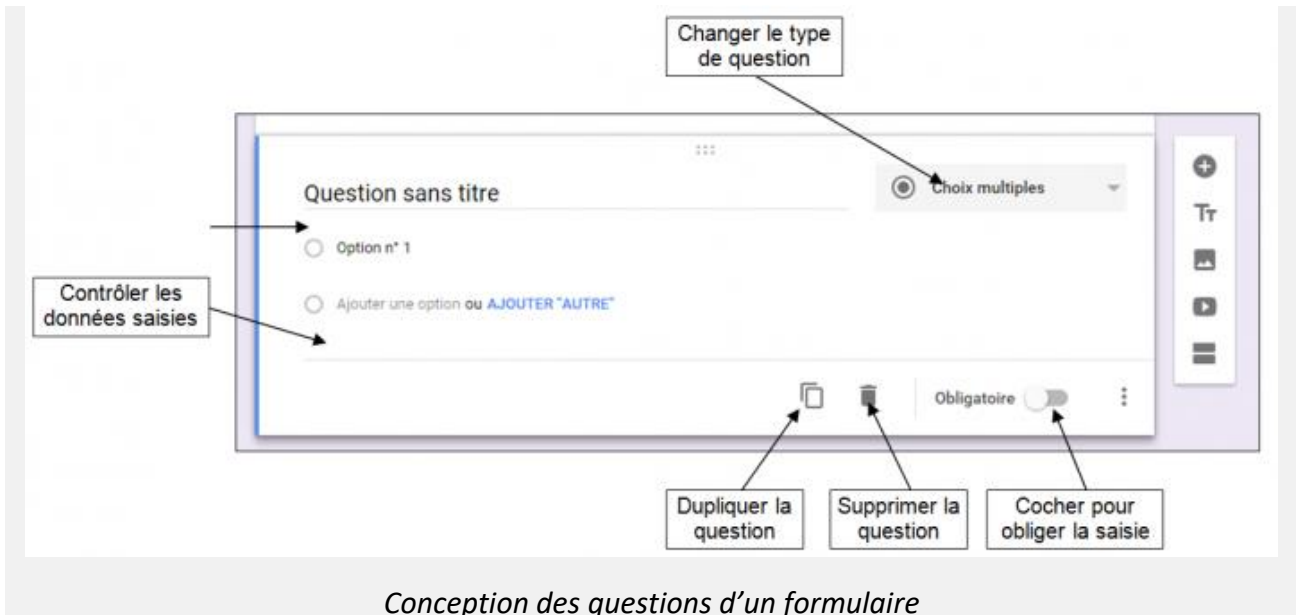 Changer le type
de question
Question sans titre
Choix multiples
Tт
Option n° 1
Contrôler les
données saisies
Ajouter une option ou AJOUTER "AUTRE"
Obligatoire
Dupliquer la
question
Supprimer la
question
Cocher pour
obliger la saisie
Conception des questions d’un formulaire